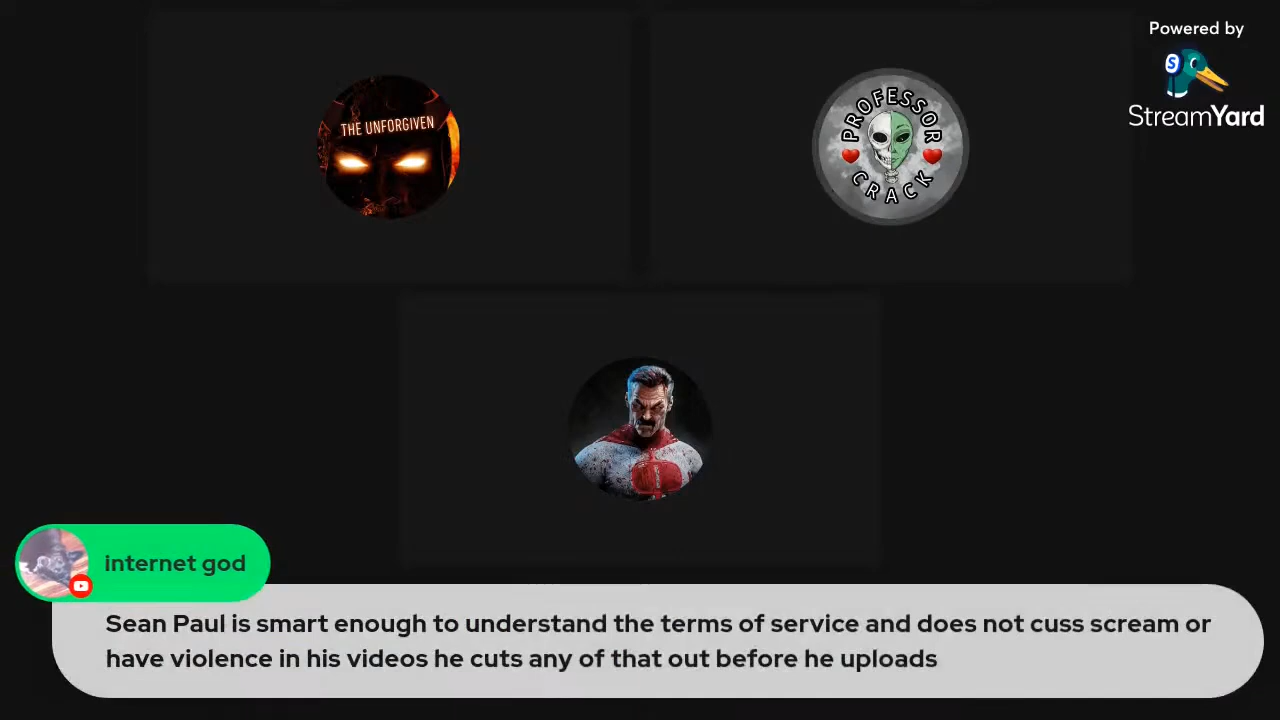 Powered by
StreamYard
THE UNFORGIVEN
PROFESSOR
CRACK
internet god
Sean Paul is smart enough to understand the terms of service and does not cuss scream or
have violence in his videos he cuts any of that out before he uploads